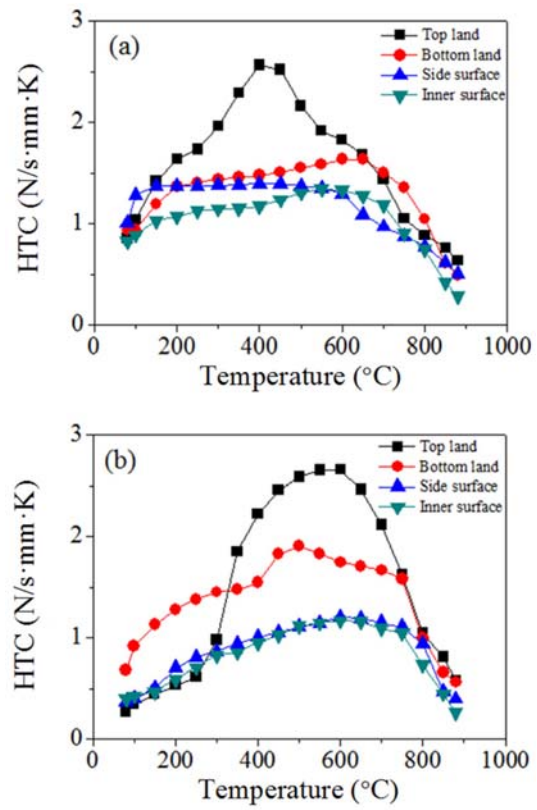 (a)
Top land
Bottom land
Side surface
Inner surface
HTC (N/s·mm·K)
3
2
1
0
0 200 400 600 800 1000
Temperature (°C)
(b)
Top land
Bottom land
Side surface
Inner surface
HTC (N/s·mm·K)
3
2
1
0
0 200 400 600 800 1000
Temperature (°C)